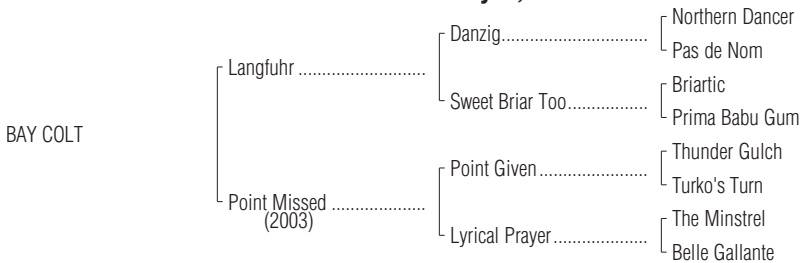 Northern Dancer
Danzig..............................
Pas de Nom
Langfuhr ..........................
Briartic
Sweet Briar Too.................
Prima Babu Gum
BAY COLT
Thunder Gulch
Point Given.......................
Turko's Turn
Point Missed ...................
(2003)
The Minstrel
Lyrical Prayer....................
Belle Gallante